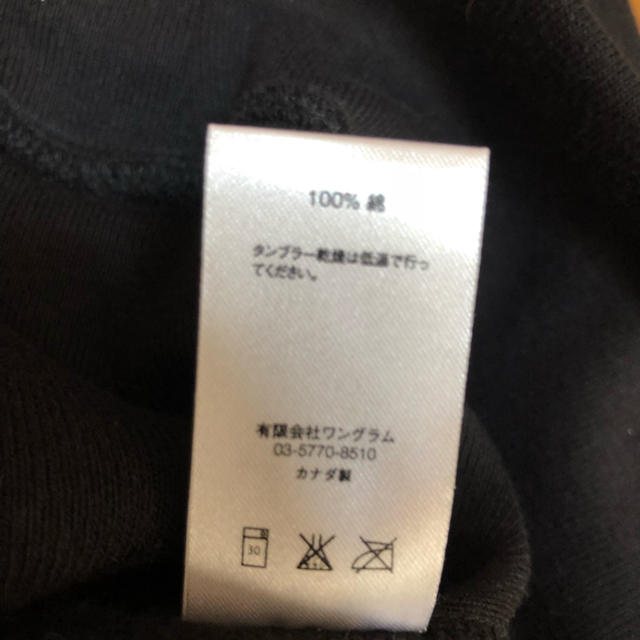 100% 綿
タンブラー乾燥は低温で行っ
てください。
有限会社ワングラム
03-5770-8510
カナダ製
30